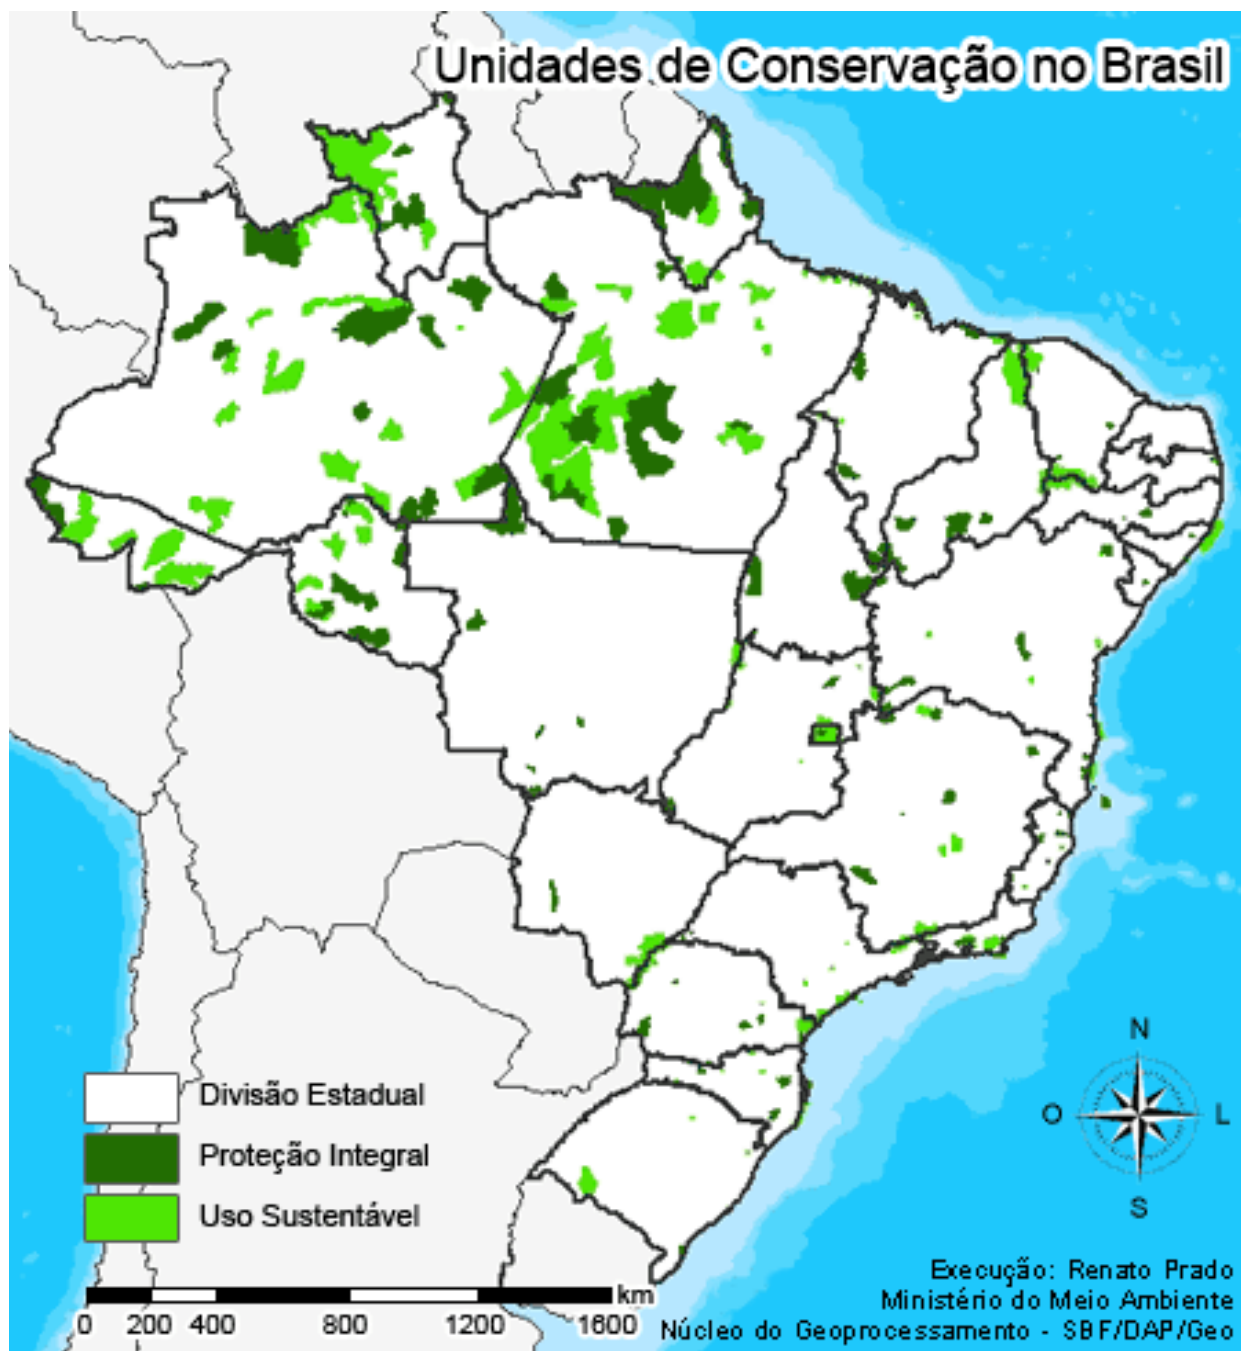 Unidades de Conservação no Brasil
N
O
L
S
Divisão Estadual
Proteção Integral
Uso Sustentável
km
0 200 400 800 1200 1600
Execução: Renato Prado
Ministério do Meio Ambiente
Núcleo do Geoprocessamento - SBF/DAP/Geo